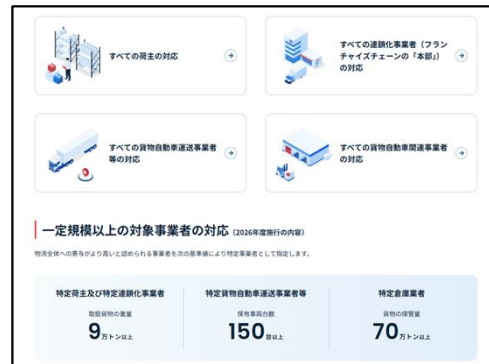 すべての荷主の対応
すべての連鎖化事業者（フラン
チャイズチェーンの「本部」）
の対応
すべての貨物自動車運送事業者
等の対応
すべての貨物自動車関連事業者
の対応
一定規模以上の対象事業者の対応（2026年度施行の内容）
物流全体への寄与がより高いと認められる事業者を次の基準値により特定事業者として指定します。
特定荷主及び特定連鎖化事業者
取扱貨物の重量
9万トン以上
特定貨物自動車運送事業者等
保有車両台数
150台以上
特定倉庫業者
貨物の保管量
70万トン以上